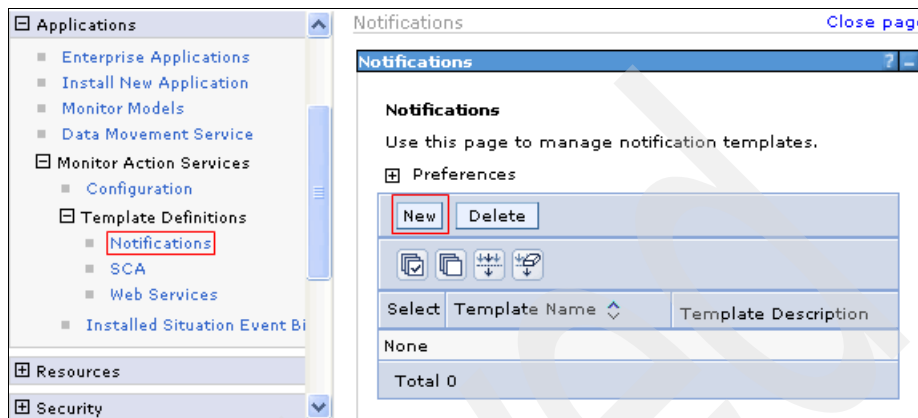 Applications
Enterprise Applications
Install New Application
Monitor Models
Data Movement Service
Monitor Action Services
Configuration
Template Definitions
Notifications
SCA
Web Services
Installed Situation Event Bi
Resources
Security
Notifications
Close page
Notifications ? –
Notifications
Use this page to manage notification templates.
Preferences
New Delete
Select Template Name Template Description
None
Total 0